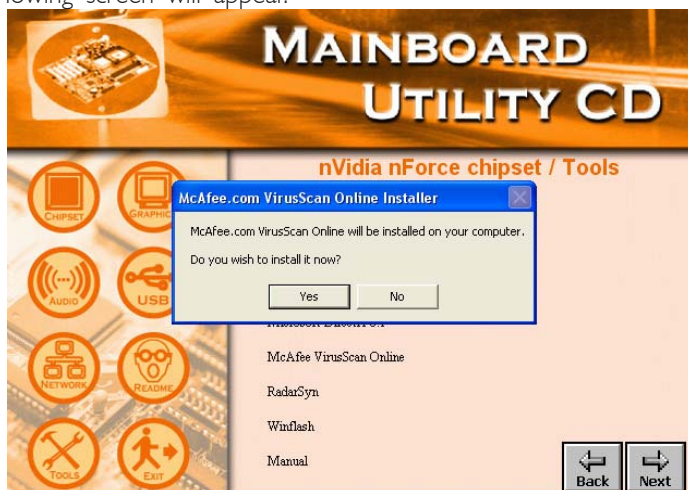 screen will appear.
MAINBOARD
UTILITY CD
nVidia nForce chipset / Tools
CHIPSET
AUDIO
USB
NETWORK
README
TOOLS
EXIT
McAfee.com VirusScan Online Installer
McAfee.com VirusScan Online will be installed on your computer.
Do you wish to install it now?
Yes
No
McAfee VirusScan Online
RadarSyn
Winflash
Manual
Back
Next